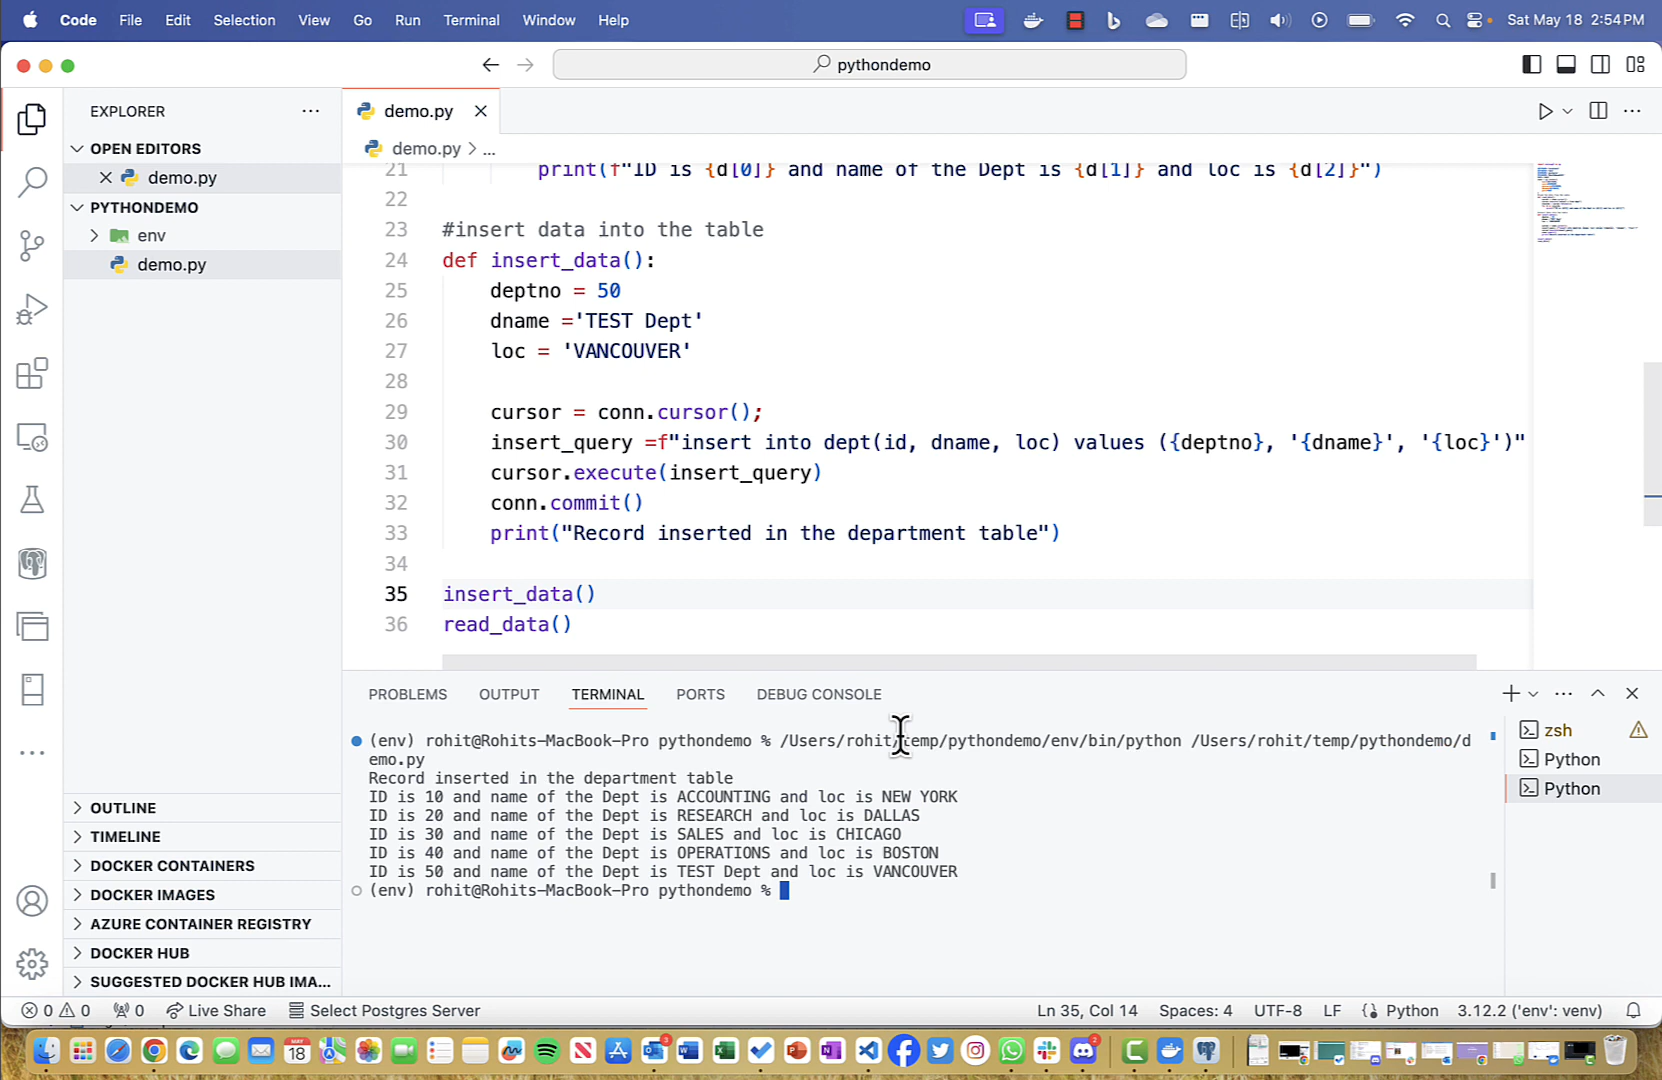 Code File Edit Selection View Go Run Terminal Window Help Sat May 18 2:54 PM
pythondemo
EXPLORER
OPEN EDITORS
demo.py
PYTHONDEMO
env
demo.py
OUTLINE
TIMELINE
DOCKER CONTAINERS
DOCKER IMAGES
AZURE CONTAINER REGISTRY
DOCKER HUB
SUGGESTED DOCKER HUB IMA...
demo.py
demo.py > ...
21 print(f"ID is {d[0]} and name of the Dept is {d[1]} and loc is {d[2]}")
22
23 #insert data into the table
24 def insert_data():
25 deptno = 50
26 dname ='TEST Dept'
27 loc = 'VANCOUVER'
28
29 cursor = conn.cursor();
30 insert_query =f"insert into dept(id, dname, loc) values ({deptno}, '{dname}', '{loc}')"
31 cursor.execute(insert_query)
32 conn.commit()
33 print("Record inserted in the department table")
34
35 insert_data()
36 read_data()
PROBLEMS OUTPUT TERMINAL PORTS DEBUG CONSOLE
(env) rohit@Rohits-MacBook-Pro pythondemo % /Users/rohit/temp/pythondemo/env/bin/python /Users/rohit/temp/pythondemo/d
emo.py
Record inserted in the department table
ID is 10 and name of the Dept is ACCOUNTING and loc is NEW YORK
ID is 20 and name of the Dept is RESEARCH and loc is DALLAS
ID is 30 and name of the Dept is SALES and loc is CHICAGO
ID is 40 and name of the Dept is OPERATIONS and loc is BOSTON
ID is 50 and name of the Dept is TEST Dept and loc is VANCOUVER
(env) rohit@Rohits-MacBook-Pro pythondemo %
zsh
Python
Python
0 0 0 Live Share Select Postgres Server Ln 35, Col 14 Spaces: 4 UTF-8 LF Python 3.12.2 ('env': venv)
MAY
18
3
2